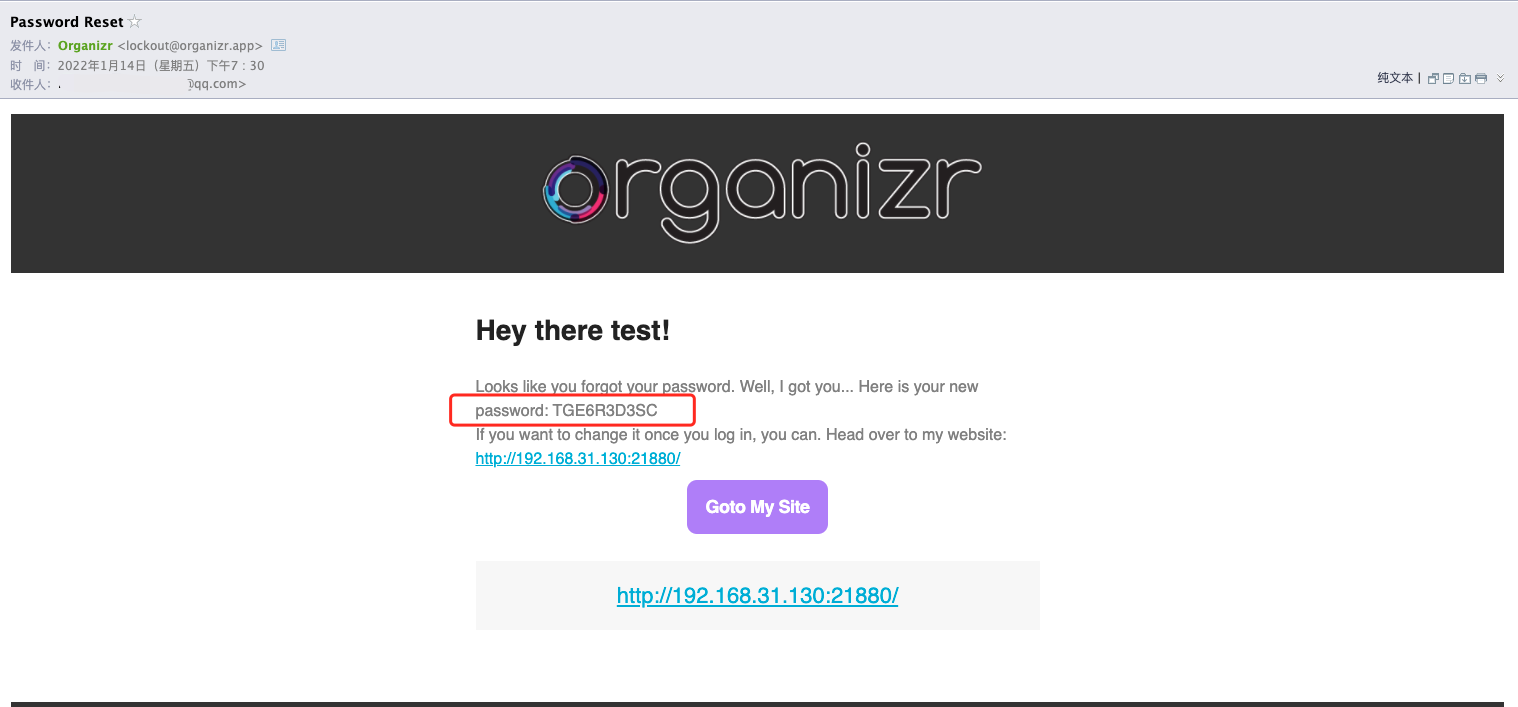 Password Reset
发件人：Organizr <lockout@organizr.app>
时 间：2022年1月14日（星期五）下午7：30
收件人： @qq.com>
纯文本 |
organizr
Hey there test!
Looks like you forgot your password. Well, I got you... Here is your new
password: TGE6R3D3SC
If you want to change it once you log in, you can. Head over to my website:
http://192.168.31.130:21880/
Goto My Site
http://192.168.31.130:21880/